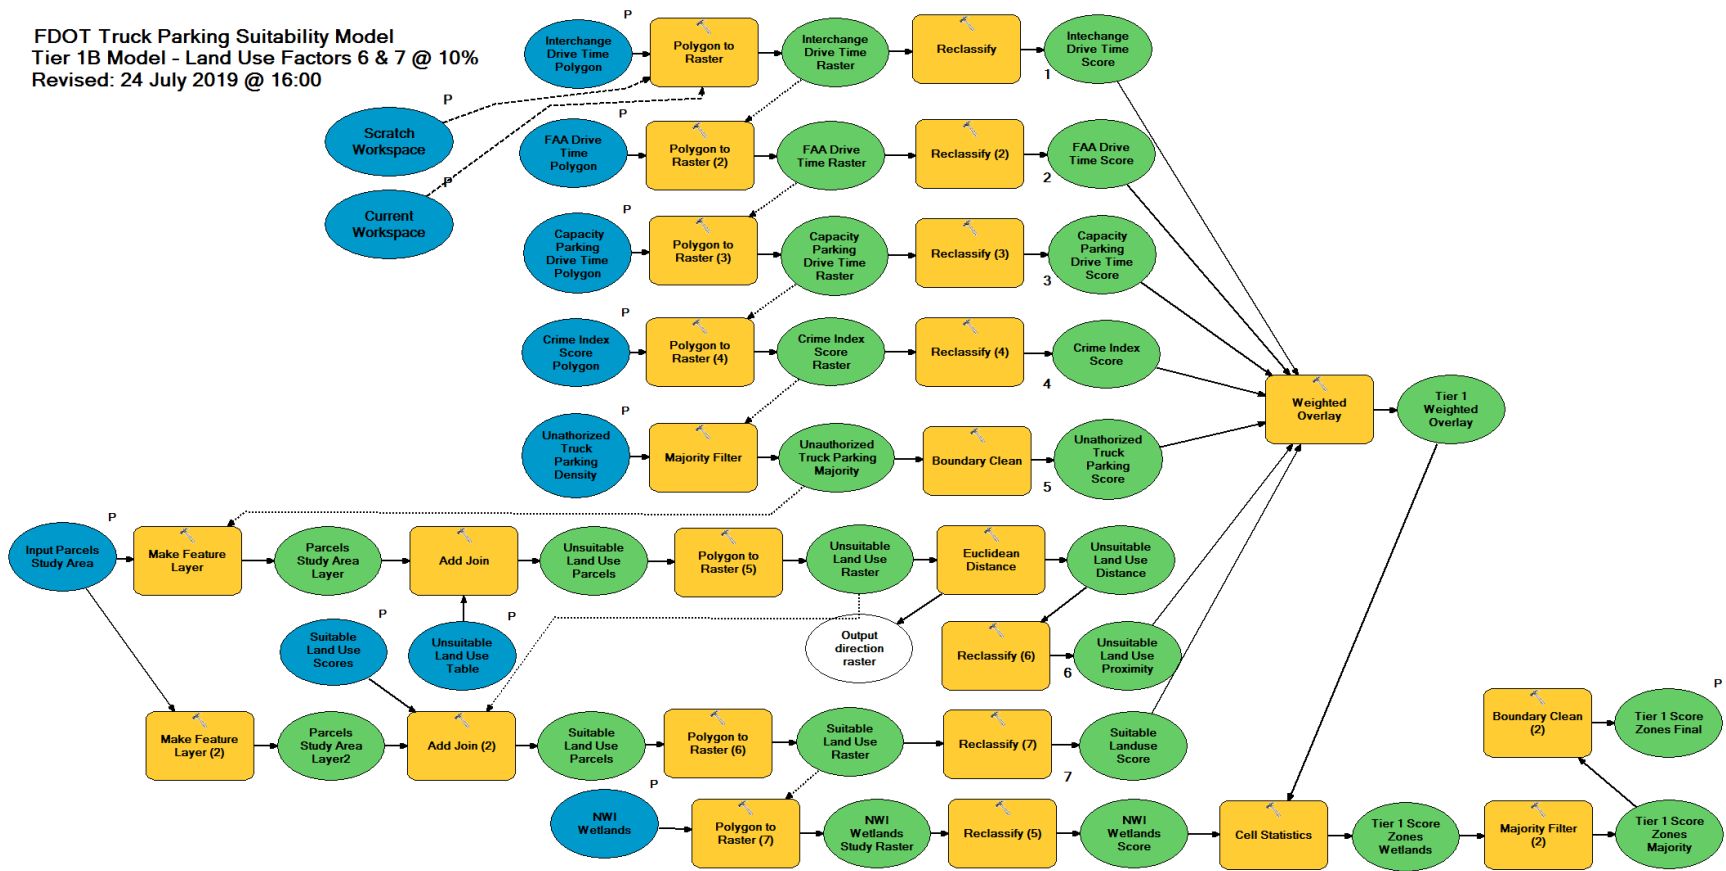 FDOT Truck Parking Suitability Model
Tier 1B Model - Land Use Factors 6 & 7 @ 10%
Revised: 24 July 2019 @ 16:00
P
Interchange
Drive Time
Polygon
Polygon to
Raster
Interchange
Drive Time
Raster
Reclassify
Interchange
Drive Time
Score
1
P
Scratch
Workspace
P
Current
Workspace
P
FAA Drive
Time
Polygon
Polygon to
Raster (2)
FAA Drive
Time Raster
Reclassify (2)
FAA Drive
Time Score
2
P
Capacity
Parking
Drive Time
Polygon
Polygon to
Raster (3)
Capacity
Parking
Drive Time
Raster
Reclassify (3)
Capacity
Parking
Drive Time
Score
3
P
Crime Index
Score
Polygon
Polygon to
Raster (4)
Crime Index
Score
Raster
Reclassify (4)
Crime Index
Score
4
Weighted
Overlay
Tier 1
Weighted
Overlay
P
Unathorized
Truck
Parking
Density
Majority Filter
Unauthorized
Truck Parking
Majority
Boundary Clean
Unathorized
Truck
Parking
Score
5
P
Input Parcels
Study Area
Make Feature
Layer
Parcels
Study Area
Layer
Add Join
Unsuitable
Land Use
Parcels
Polygon to
Raster (5)
Unsuitable
Land Use
Raster
Euclidean
Distance
Unsuitable
Land Use
Distance
P
Suitable
Land Use
Scores
P
Unsuitable
Land Use
Table
Output
direction
raster
Reclassify (6)
6
Unsuitable
Land Use
Proximity
Make Feature
Layer (2)
Parcels
Study Area
Layer2
Add Join (2)
Suitable
Land Use
Parcels
Polygon to
Raster (6)
Suitable
Land Use
Raster
Reclassify (7)
Suitable
Landuse
Score
7
Boundary Clean
(2)
P
Tier 1 Score
Zones Final
P
NWI
Wetlands
Polygon to
Raster (7)
NWI
Wetlands
Study Raster
Reclassify (5)
NWI
Wetlands
Score
Cell Statistics
Tier 1 Score
Zones
Wetlands
Majority Filter
(2)
Tier 1 Score
Zones
Majority